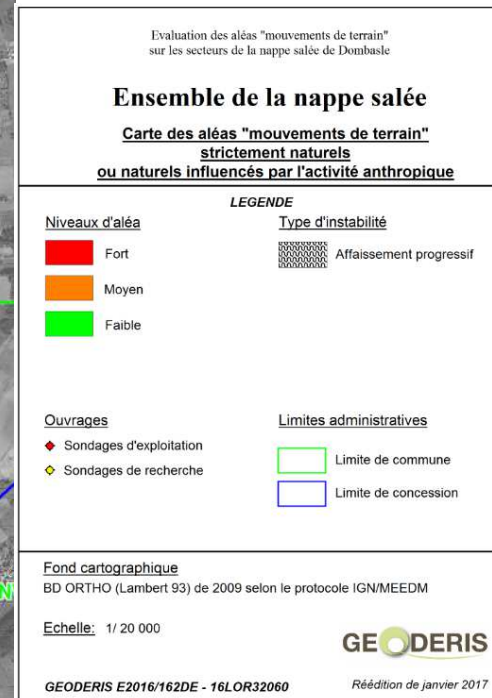 Evaluation des aléas "mouvements de terrain"
sur les secteurs de la nappe salée de Dombasle
Ensemble de la nappe salée
Carte des aléas "mouvements de terrain"
strictement naturels
ou naturels influencés par l'activité anthropique
LEGENDE
Niveaux d'aléa
Fort
Moyen
Faible
Type d'instabilité
Affaissement progressif
Ouvrages
Sondages d'exploitation
Sondages de recherche
Limites administratives
Limite de commune
Limite de concession
Fond cartographique
BD ORTHO (Lambert 93) de 2009 selon le protocole IGN/MEEDM
Echelle: 1/ 20 000
GEODERIS
GEODERIS E2016/162DE - 16LOR32060
Réédition de janvier 2017